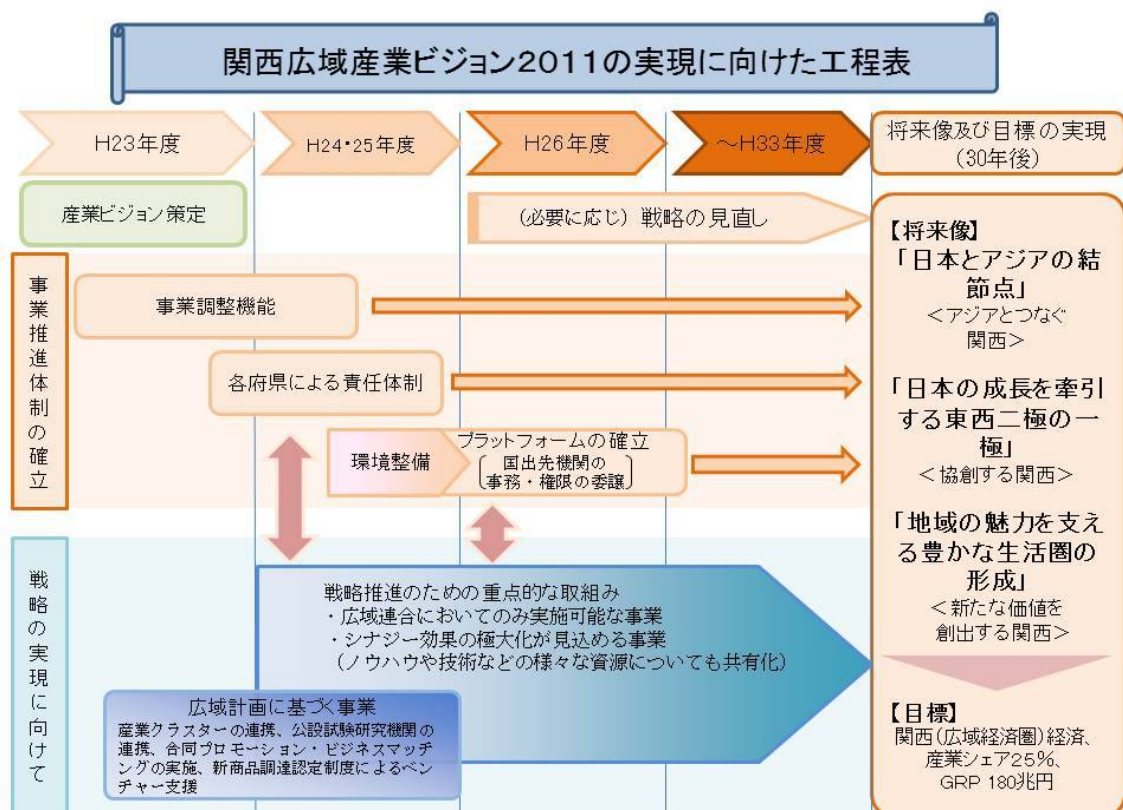 関西広域産業ビジョン2011の実現に向けた工程表
H23年度
H24・25年度
H26年度
～H33年度
将来像及び目標の実現
(30年後)
産業ビジョン策定
(必要に応じ) 戦略の見直し
事業推進体制の確立
事業調整機能
各府県による責任体制
環境整備
プラットフォームの確立
国出先機関の
事務・権限の委譲
戦略の実現に向けて
戦略推進のための重点的な取組み
・広域連合においてのみ実施可能な事業
・シナジー効果の極大化が見込める事業
(ノウハウや技術などの様々な資源についても共有化)
広域計画に基づく事業
産業クラスターの連携、公設試験研究機関の
連携、合同プロモーション・ビジネスマッチ
ングの実施、新商品調達認定制度によるベン
チャー支援
【将来像】
「日本とアジアの結
節点」
＜アジアとつなぐ
関西＞
「日本の成長を牽引
する東西二極の一
極」
＜協創する関西＞
「地域の魅力を支え
る豊かな生活圏の
形成」
＜新たな価値を
創出する関西＞
【目標】
関西(広域経済圏)経済、
産業シェア25%、
GRP 180兆円